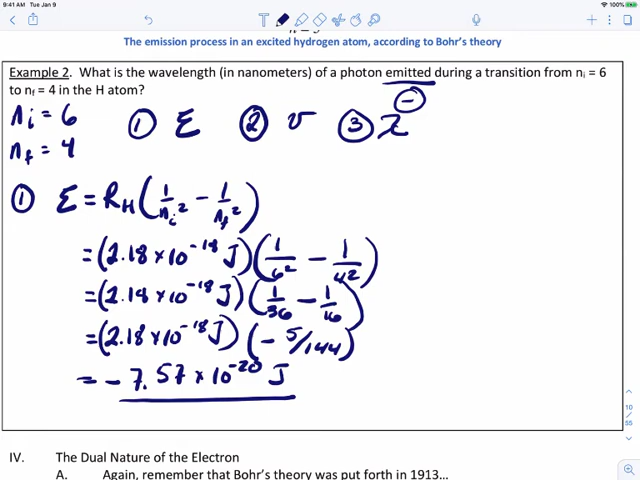 9:41 AM Tue Jan 9
100%
The emission process in an excited hydrogen atom, according to Bohr's theory
Example 2. What is the wavelength (in nanometers) of a photon emitted during a transition from nᵢ = 6
to n_f = 4 in the H atom?
nᵢ = 6 ① E ② ν ③ λ −
n_f = 4
① E = R_H (1/nᵢ² − 1/n_f²)
= (2.18 × 10⁻¹⁸ J) (1/6² − 1/4²)
= (2.18 × 10⁻¹⁸ J) (1/36 − 1/16)
= (2.18 × 10⁻¹⁸ J) (− 5/144)
= − 7.57 × 10⁻²⁰ J
10
/
55
IV. The Dual Nature of the Electron
A. Again, remember that Bohr's theory was put forth in 1913...